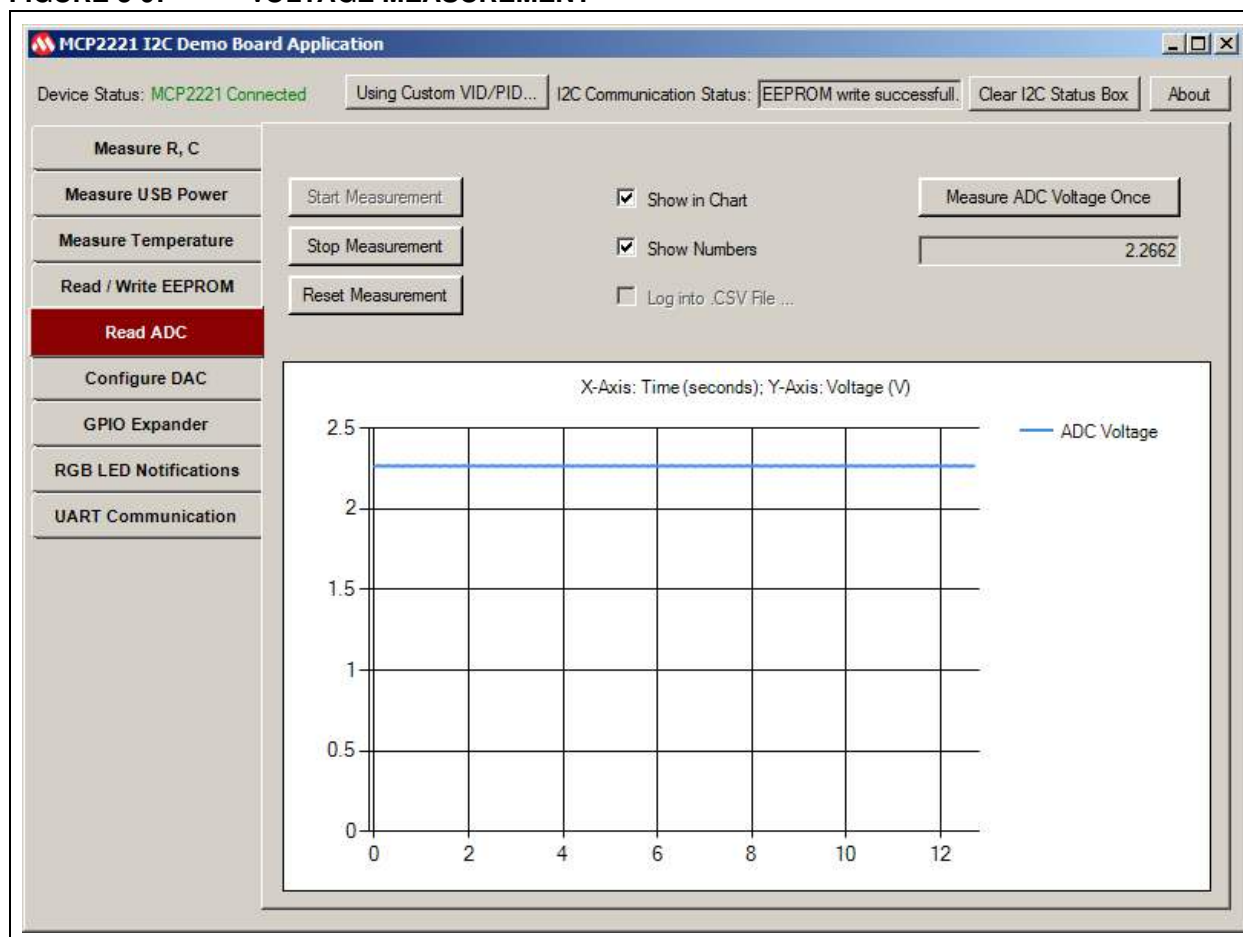 VOLTAGE MEASUREMENT
MCP2221 I2C Demo Board Application
Device Status: MCP2221 Connected Using Custom VID/PID... I2C Communication Status: EEPROM write successfull. Clear I2C Status Box About
Measure R, C
Measure USB Power
Measure Temperature
Read / Write EEPROM
Read ADC
Configure DAC
GPIO Expander
RGB LED Notifications
UART Communication
Start Measurement Show in Chart Measure ADC Voltage Once
Stop Measurement Show Numbers 2.2662
Reset Measurement Log into .CSV File ...
X-Axis: Time (seconds); Y-Axis: Voltage (V)
ADC Voltage
2.5
2
1.5
1
0.5
0
0 2 4 6 8 10 12